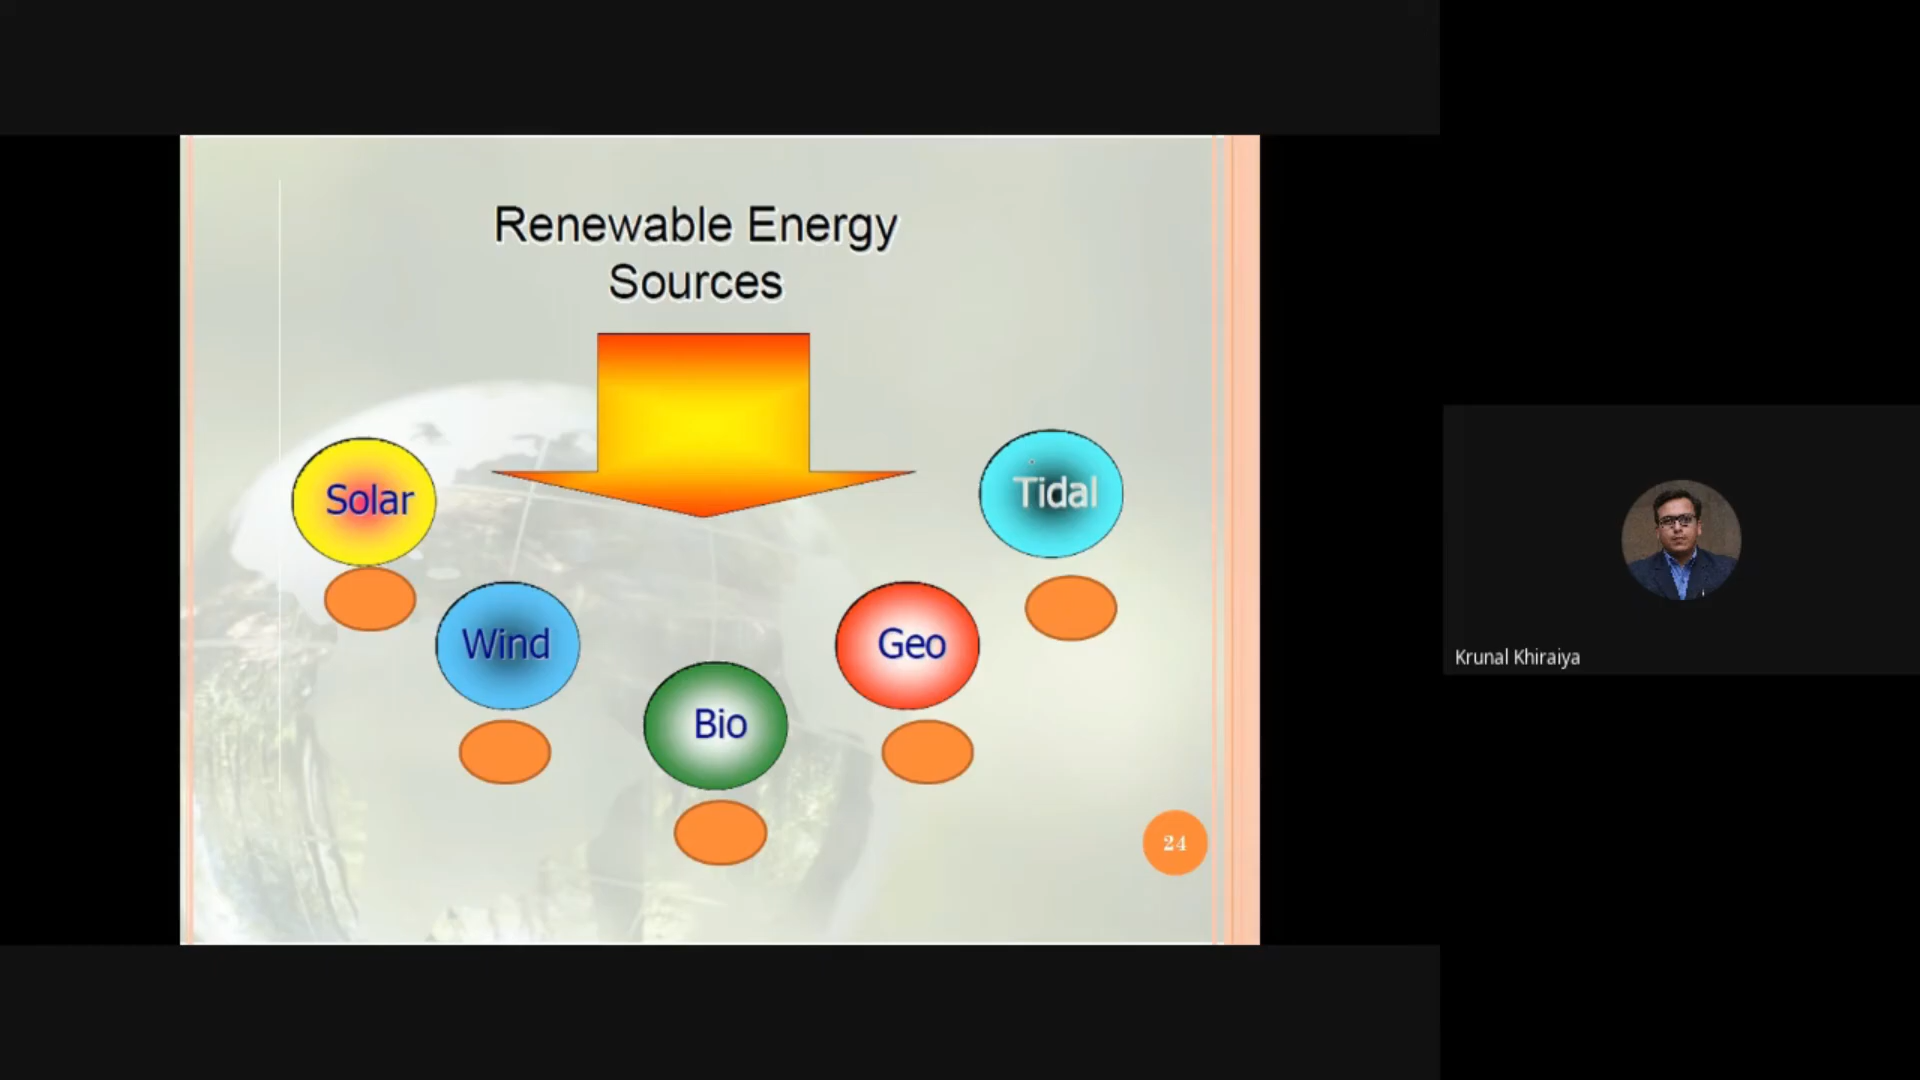 Renewable Energy
Sources
Solar
Tidal
Wind
Geo
Bio
24
Krunal Khiraiya